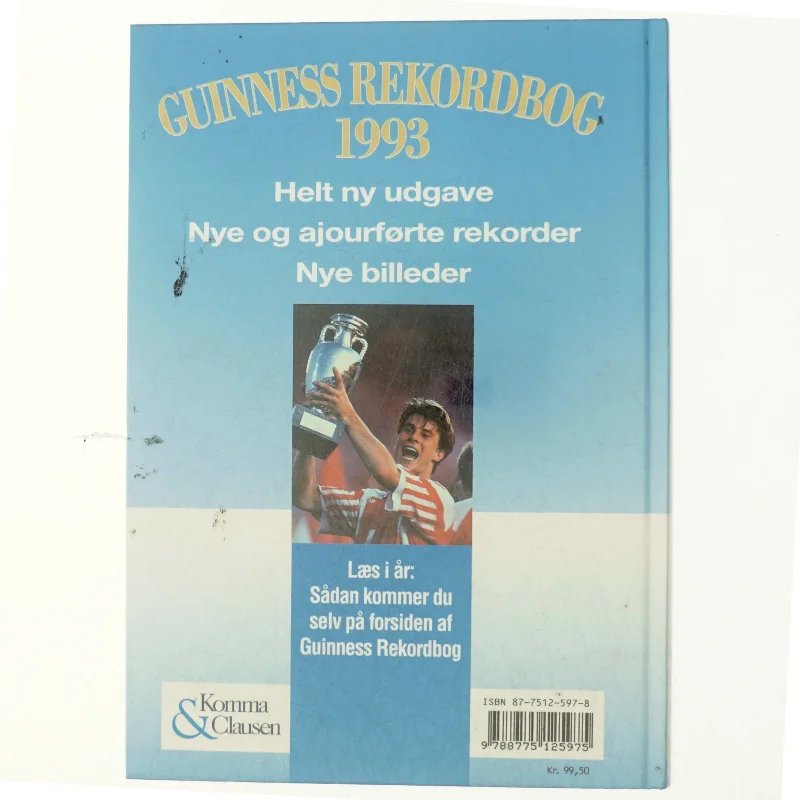 GUINNESS REKORDBOG
1993
Helt ny udgave
Nye og ajourførte rekorder
Nye billeder
Læs i år:
Sådan kommer du
selv på forsiden af
Guinness Rekordbog
Komma
& Clausen
ISBN 87-7512-597-8
9 788775 125975
Kr. 99,50